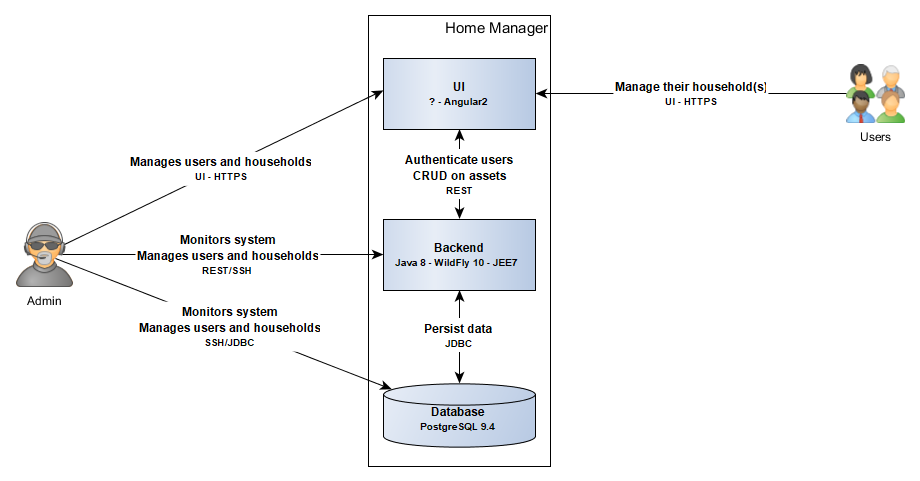 Home Manager
UI
? - Angular2
Manage their household(s)
UI - HTTPS
Users
Authenticate users
CRUD on assets
REST
Manages users and households
UI - HTTPS
Backend
Java 8 - WildFly 10 - JEE7
Monitors system
Manages users and households
REST/SSH
Admin
Monitors system
Manages users and households
SSH/JDBC
Persist data
JDBC
Database
PostgreSQL 9.4